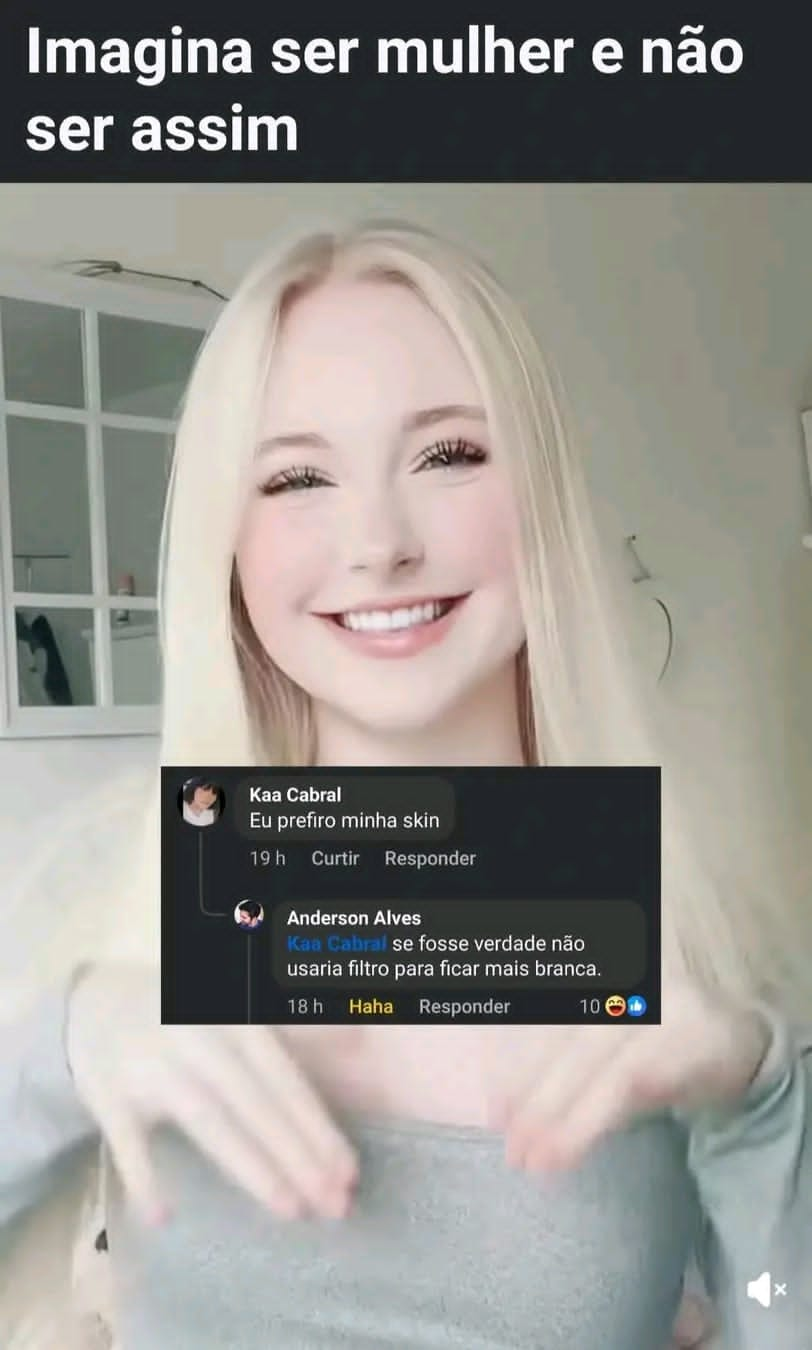 Imagina ser mulher e não
ser assim
Kaa Cabral
Eu prefiro minha skin
19 h Curtir Responder
Anderson Alves
Kaa Cabral se fosse verdade não
usaria filtro para ficar mais branca.
18 h Haha Responder 10